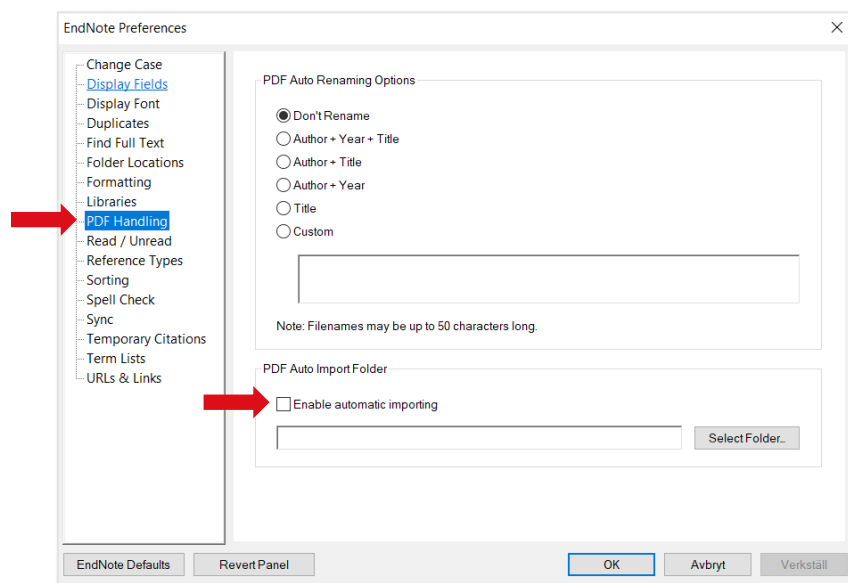 EndNote Preferences
Change Case
Display Fields
Display Font
Duplicates
Find Full Text
Folder Locations
Formatting
Libraries
PDF Handling
Read / Unread
Reference Types
Sorting
Spell Check
Sync
Temporary Citations
Term Lists
URLs & Links
PDF Auto Renaming Options
Don't Rename
Author + Year + Title
Author + Title
Author + Year
Title
Custom
Note: Filenames may be up to 50 characters long.
PDF Auto Import Folder
Enable automatic importing
Select Folder...
EndNote Defaults
Revert Panel
OK
Avbryt
Verkställ